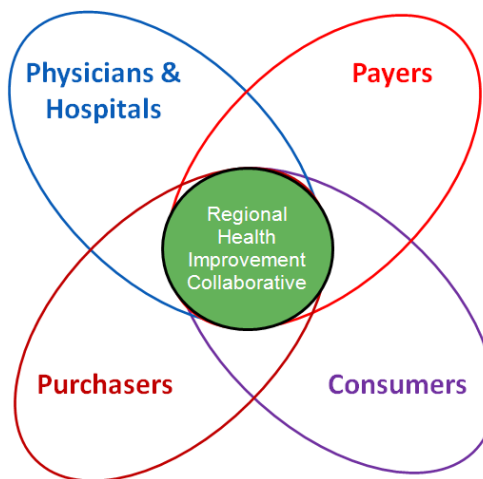 Physicians &
Hospitals
Payers
Regional
Health
Improvement
Collaborative
Purchasers
Consumers